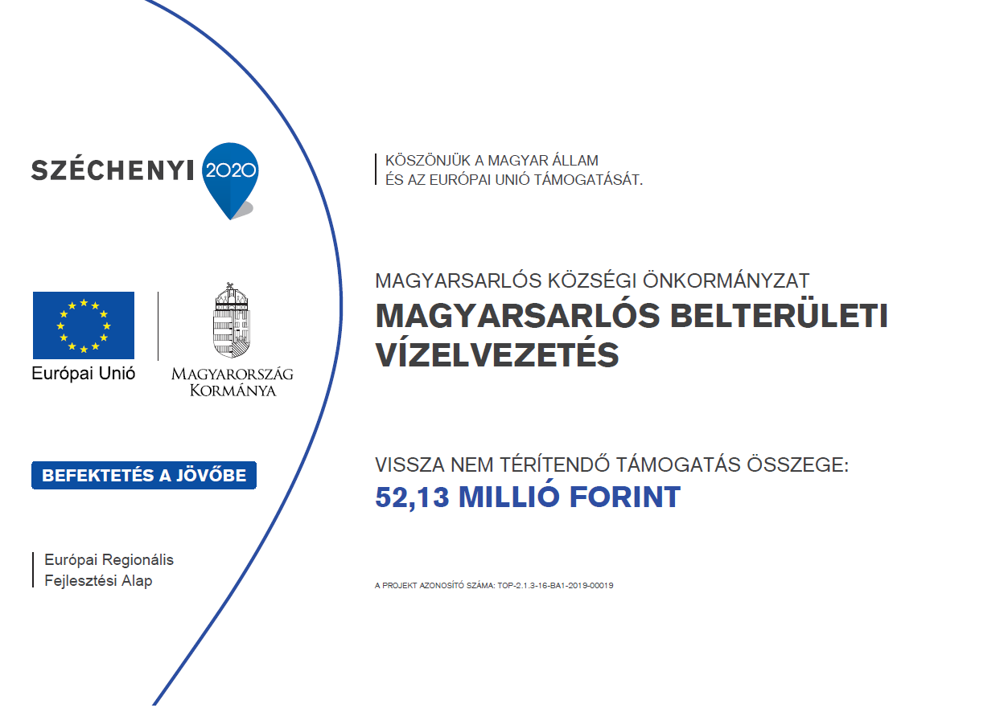 SZÉCHENYI 2020
Európai Unió
MAGYARORSZÁG
KORMÁNYA
BEFEKTETÉS A JÖVŐBE
Európai Regionális
Fejlesztési Alap
KÖSZÖNJÜK A MAGYAR ÁLLAM
ÉS AZ EURÓPAI UNIÓ TÁMOGATÁSÁT.
MAGYARSARLÓS KÖZSÉGI ÖNKORMÁNYZAT
MAGYARSARLÓS BELTERÜLETI
VÍZELVEZETÉS
VISSZA NEM TÉRÍTENDŐ TÁMOGATÁS ÖSSZEGE:
52,13 MILLIÓ FORINT
A PROJEKT AZONOSÍTÓ SZÁMA: TOP-2.1.3-16-BA1-2019-00019